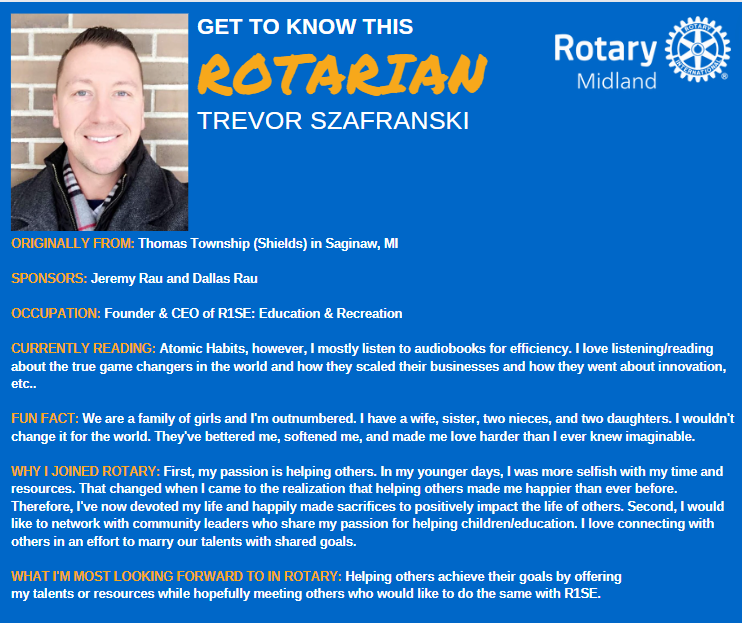 GET TO KNOW THIS
ROTARIAN
TREVOR SZAFRANSKI
Rotary
Midland
ROTARY
INTERNATIONAL
ORIGINALLY FROM: Thomas Township (Shields) in Saginaw, MI
SPONSORS: Jeremy Rau and Dallas Rau
OCCUPATION: Founder & CEO of R1SE: Education & Recreation
CURRENTLY READING: Atomic Habits, however, I mostly listen to audiobooks for efficiency. I love listening/reading
about the true game changers in the world and how they scaled their businesses and how they went about innovation,
etc..
FUN FACT: We are a family of girls and I'm outnumbered. I have a wife, sister, two nieces, and two daughters. I wouldn't
change it for the world. They've bettered me, softened me, and made me love harder than I ever knew imaginable.
WHY I JOINED ROTARY: First, my passion is helping others. In my younger days, I was more selfish with my time and
resources. That changed when I came to the realization that helping others made me happier than ever before.
Therefore, I've now devoted my life and happily made sacrifices to positively impact the life of others. Second, I would
like to network with community leaders who share my passion for helping children/education. I love connecting with
others in an effort to marry our talents with shared goals.
WHAT I'M MOST LOOKING FORWARD TO IN ROTARY: Helping others achieve their goals by offering
my talents or resources while hopefully meeting others who would like to do the same with R1SE.